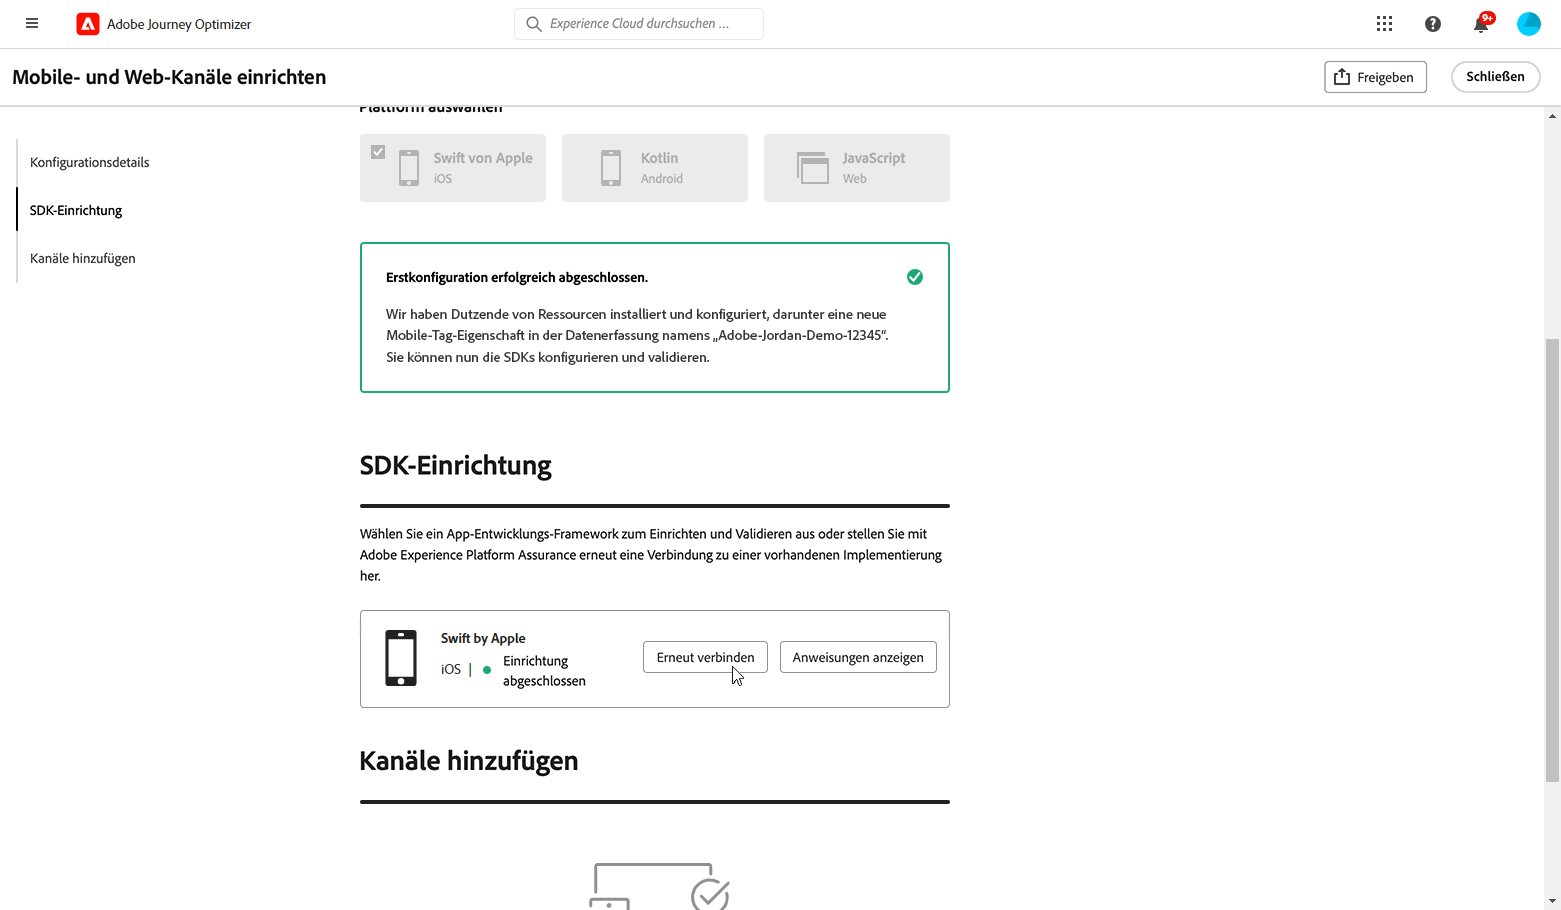 Adobe Journey Optimizer
Experience Cloud durchsuchen ...
9+
Mobile- und Web-Kanäle einrichten
Freigeben
Schließen
Konfigurationsdetails
SDK-Einrichtung
Kanäle hinzufügen
Plattform auswählen
Swift von Apple
iOS
Kotlin
Android
JavaScript
Web
Erstkonfiguration erfolgreich abgeschlossen.
Wir haben Dutzende von Ressourcen installiert und konfiguriert, darunter eine neue
Mobile-Tag-Eigenschaft in der Datenerfassung namens „Adobe-Jordan-Demo-12345“.
Sie können nun die SDKs konfigurieren und validieren.
SDK-Einrichtung
Wählen Sie ein App-Entwicklungs-Framework zum Einrichten und Validieren aus oder stellen Sie mit
Adobe Experience Platform Assurance erneut eine Verbindung zu einer vorhandenen Implementierung
her.
Swift by Apple
iOS | Einrichtung
abgeschlossen
Erneut verbinden
Anweisungen anzeigen
Kanäle hinzufügen